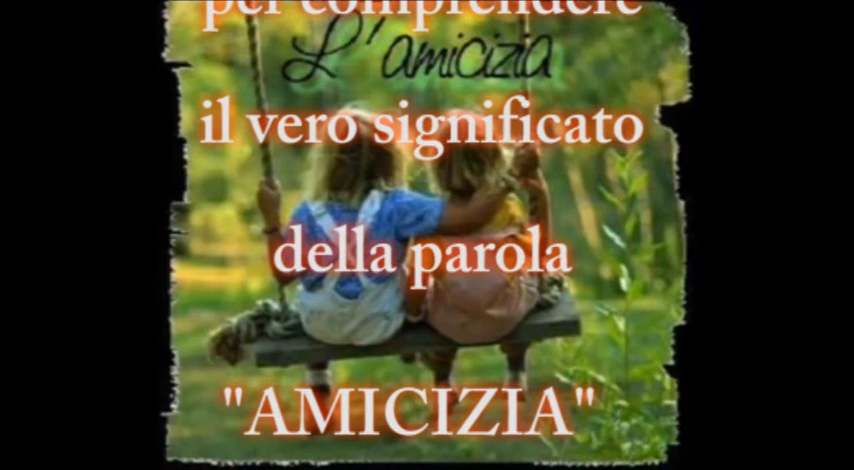 per comprendere
L'amicizia
il vero significato
della parola
"AMICIZIA"